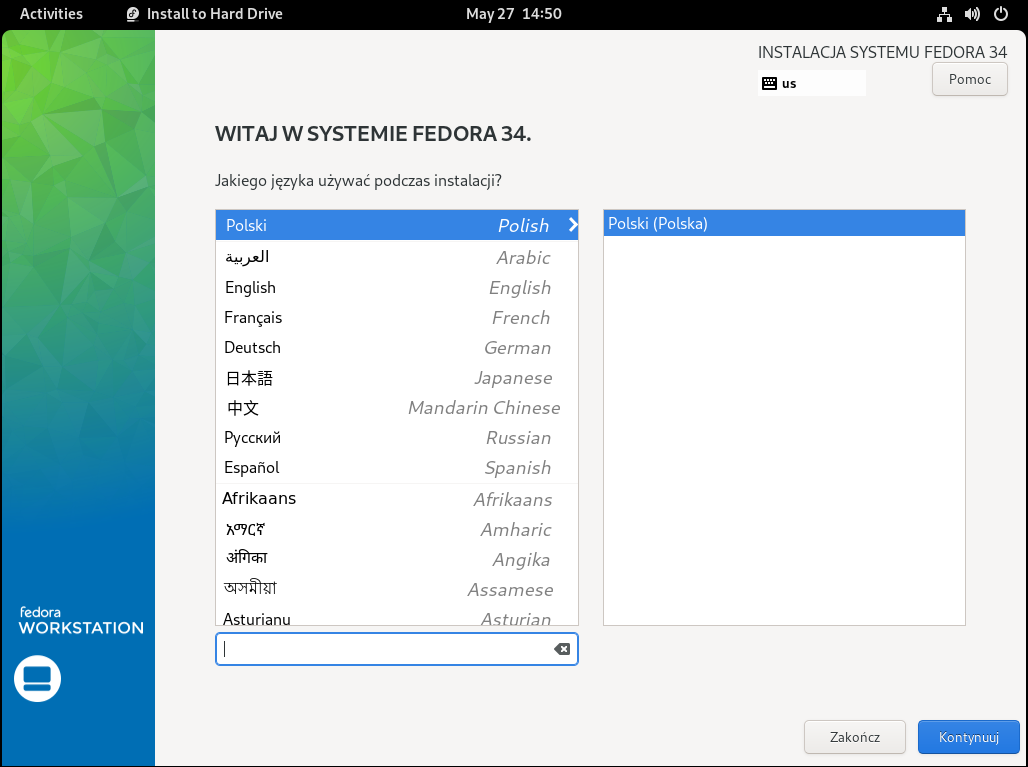 Activities Install to Hard Drive May 27 14:50
INSTALACJA SYSTEMU FEDORA 34
us Pomoc
WITAJ W SYSTEMIE FEDORA 34.
Jakiego języka używać podczas instalacji?
Polski Polish Polski (Polska)
العربية Arabic
English English
Français French
Deutsch German
日本語 Japanese
中文 Mandarin Chinese
Русский Russian
Español Spanish
Afrikaans Afrikaans
አማርኛ Amharic
अंगिका Angika
অসমীয়া Assamese
Asturianu Asturian
fedora
WORKSTATION
Zakończ Kontynuuj